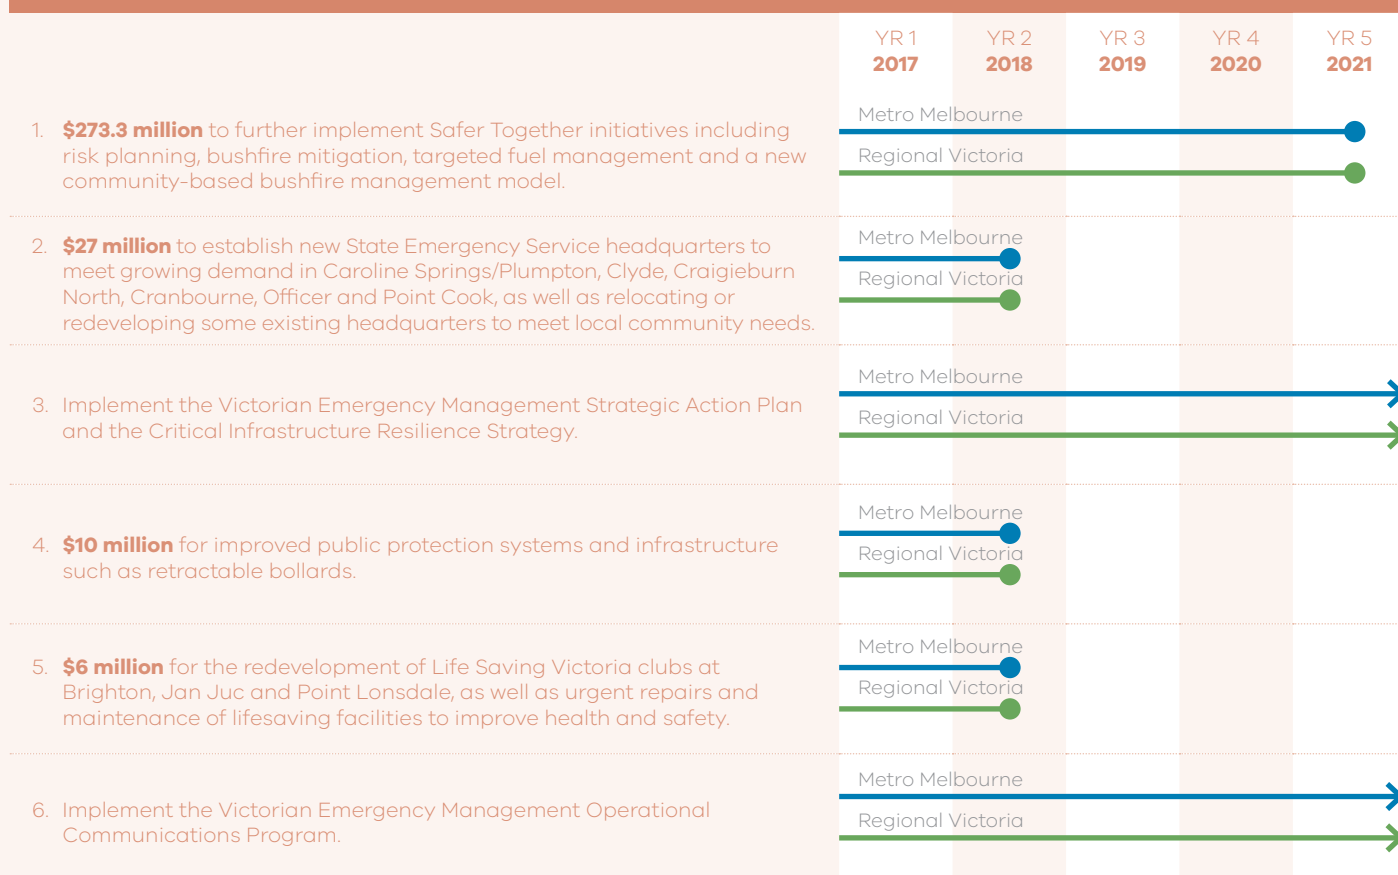 YR 1 YR 2 YR 3 YR 4 YR 5
2017 2018 2019 2020 2021
1. $273.3 million to further implement Safer Together initiatives including
risk planning, bushfire mitigation, targeted fuel management and a new
community-based bushfire management model.
Metro Melbourne
Regional Victoria
2. $27 million to establish new State Emergency Service headquarters to
meet growing demand in Caroline Springs/Plumpton, Clyde, Craigieburn
North, Cranbourne, Officer and Point Cook, as well as relocating or
redeveloping some existing headquarters to meet local community needs.
Metro Melbourne
Regional Victoria
3. Implement the Victorian Emergency Management Strategic Action Plan
and the Critical Infrastructure Resilience Strategy.
Metro Melbourne
Regional Victoria
4. $10 million for improved public protection systems and infrastructure
such as retractable bollards.
Metro Melbourne
Regional Victoria
5. $6 million for the redevelopment of Life Saving Victoria clubs at
Brighton, Jan Juc and Point Lonsdale, as well as urgent repairs and
maintenance of lifesaving facilities to improve health and safety.
Metro Melbourne
Regional Victoria
6. Implement the Victorian Emergency Management Operational
Communications Program.
Metro Melbourne
Regional Victoria